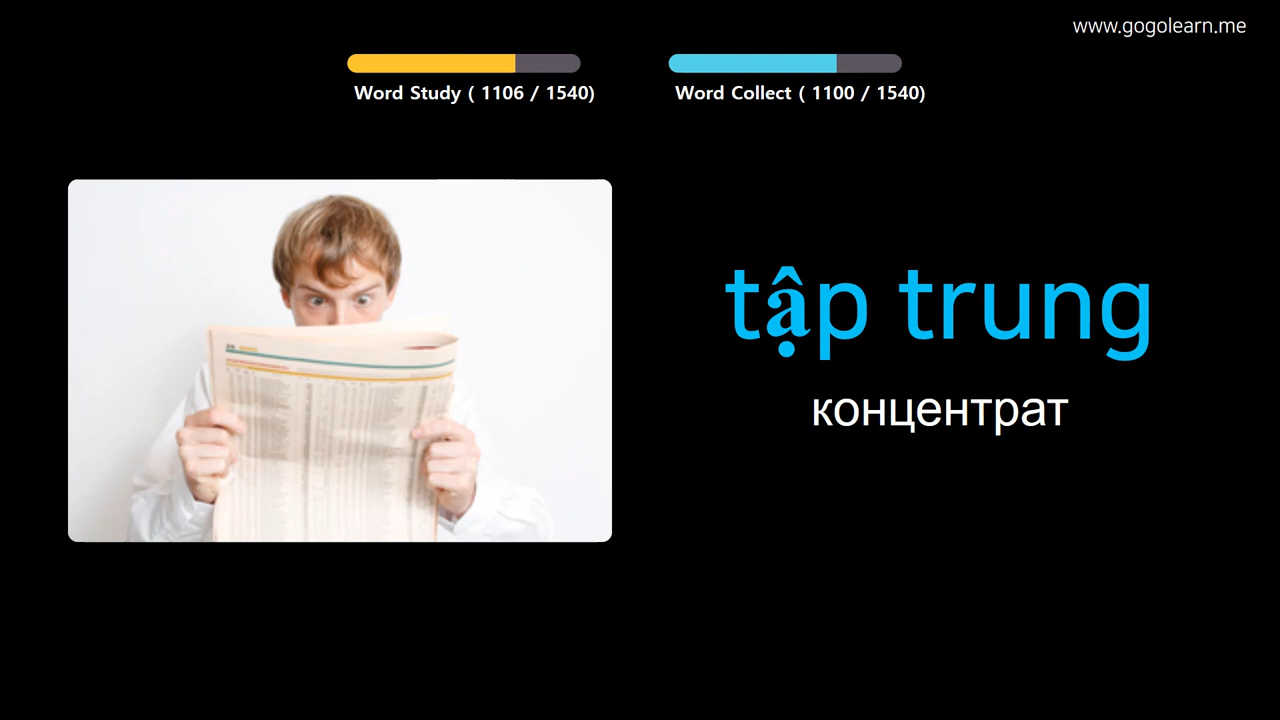 www.gogolearn.me
Word Study ( 1106 / 1540)
Word Collect ( 1100 / 1540)
tập trung
концентрат